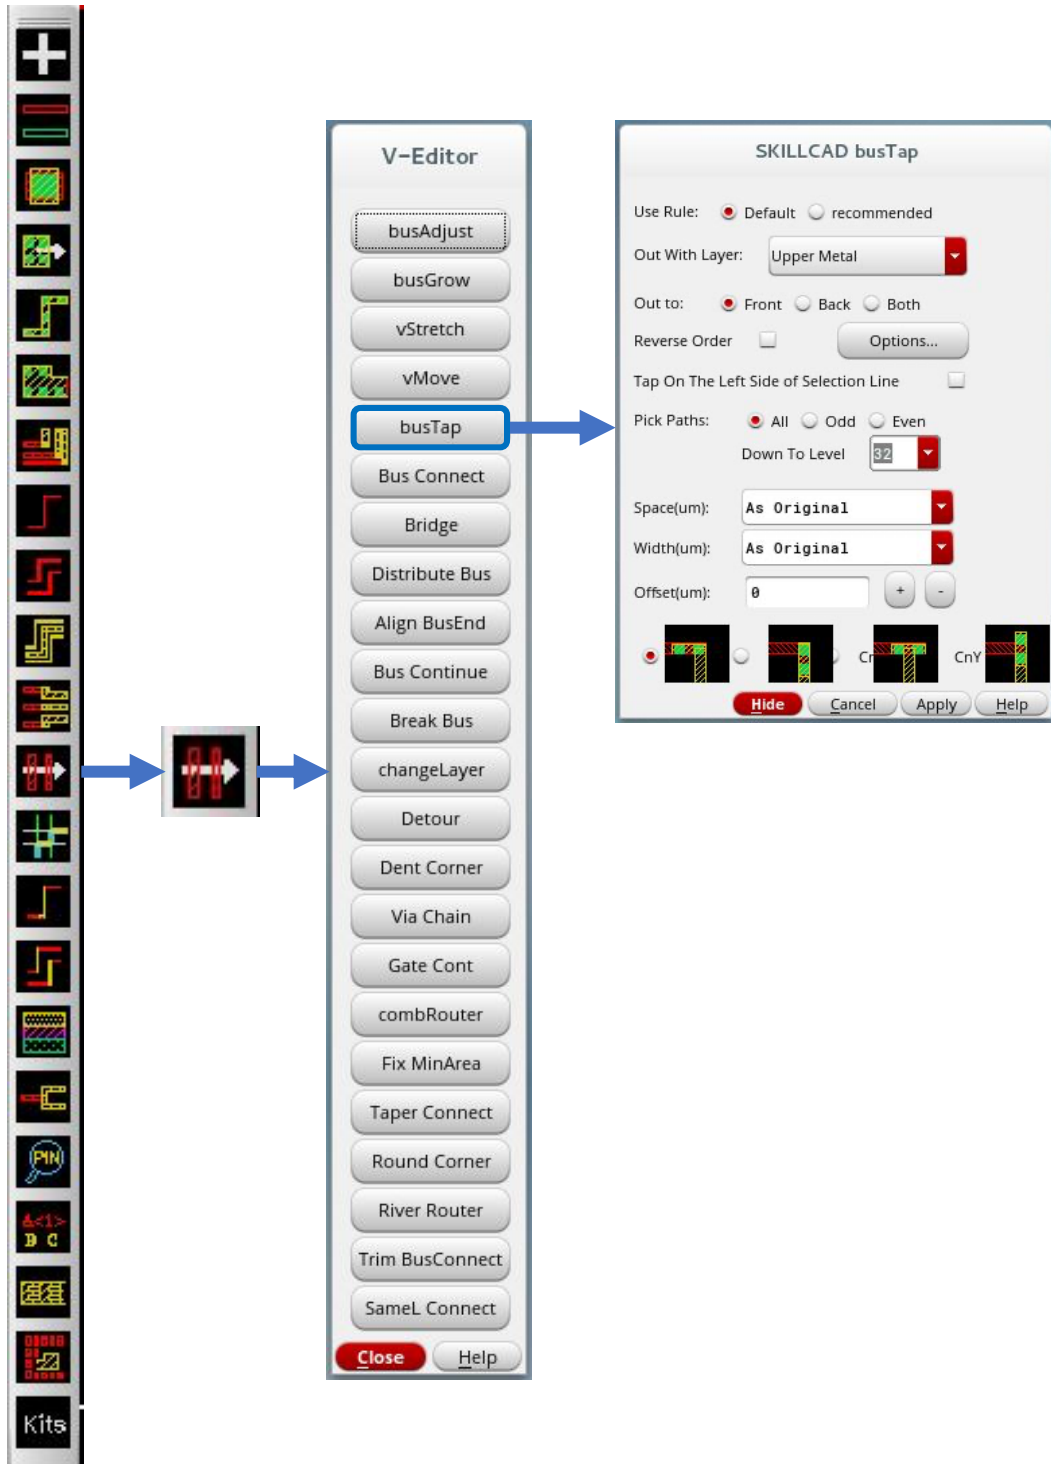 PIN
A<1>
B C
Kits
V-Editor
busAdjust
busGrow
vStretch
vMove
busTap
Bus Connect
Bridge
Distribute Bus
Align BusEnd
Bus Continue
Break Bus
changeLayer
Detour
Dent Corner
Via Chain
Gate Cont
combRouter
Fix MinArea
Taper Connect
Round Corner
River Router
Trim BusConnect
SameL Connect
Close Help
SKILLCAD busTap
Use Rule: Default recommended
Out With Layer: Upper Metal
Out to: Front Back Both
Reverse Order Options...
Tap On The Left Side of Selection Line
Pick Paths: All Odd Even
Down To Level 32
Space(um): As Original
Width(um): As Original
Offset(um): 0 + -
CnY
Hide Cancel Apply Help